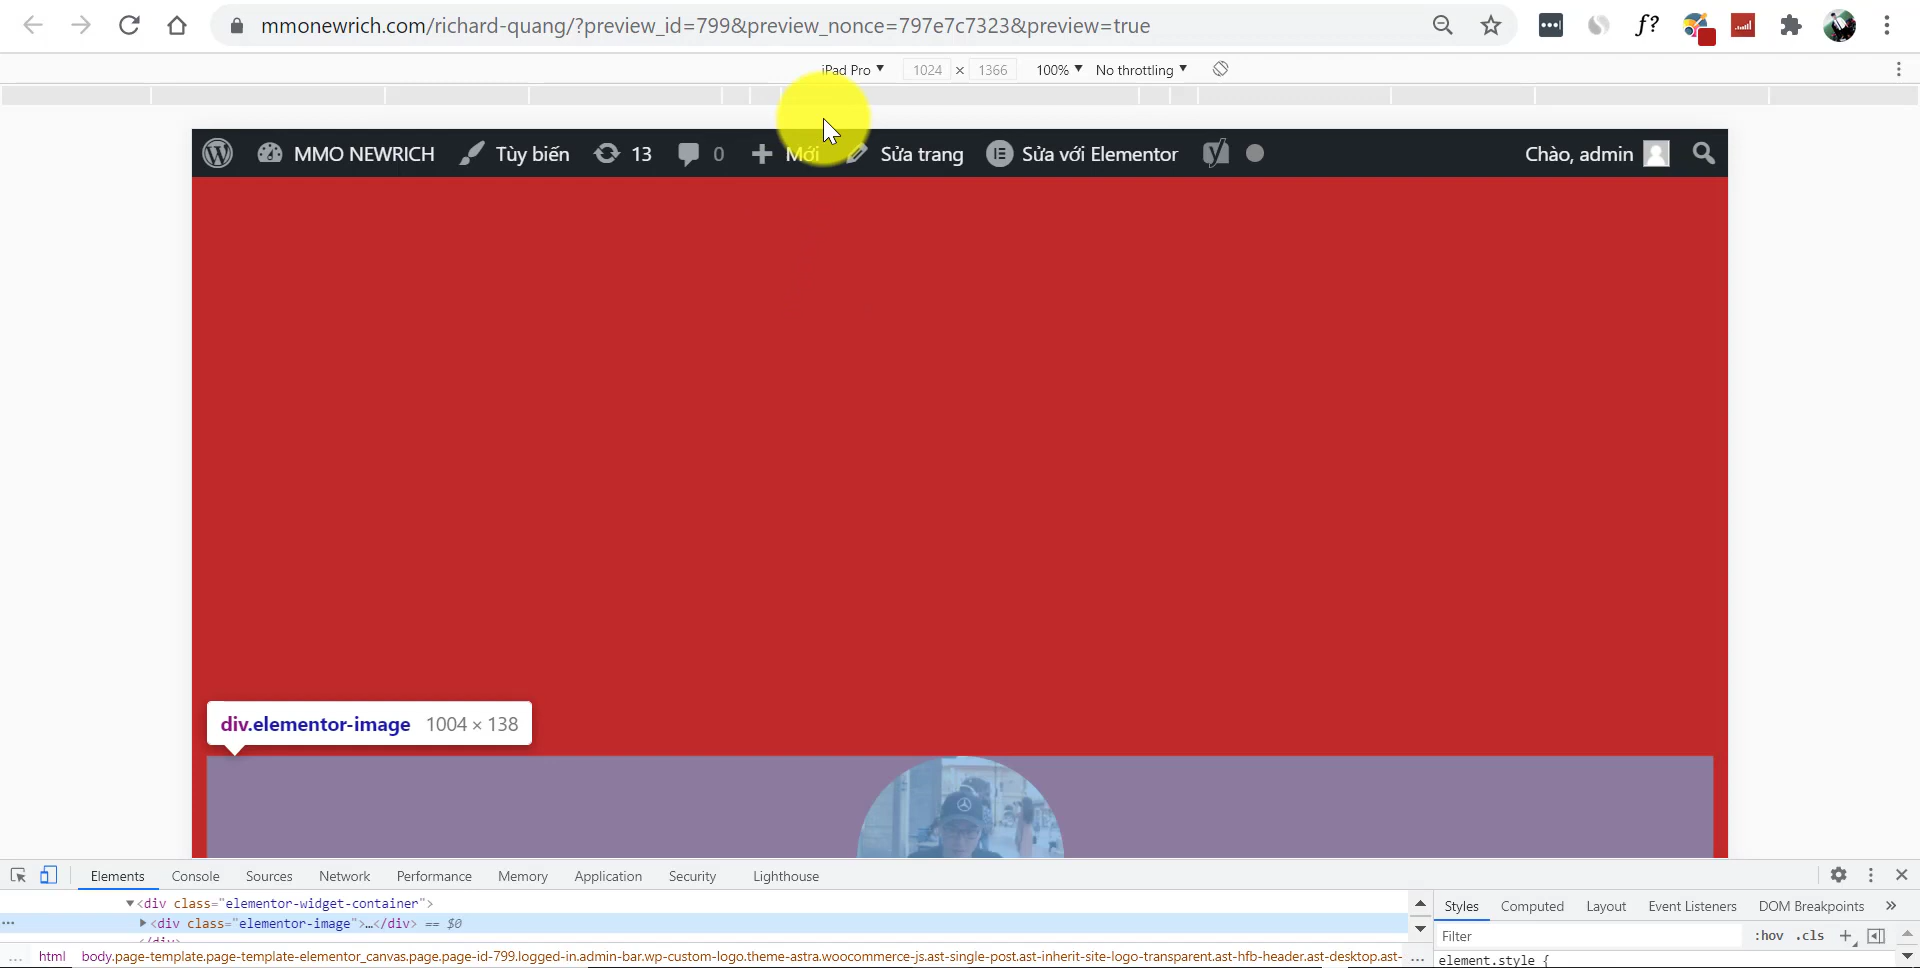 mmonewrich.com/richard-quang/?preview_id=799&preview_nonce=797e7c7323&preview=true
f?
iPad Pro ▼ 1024 × 1366 100% ▼ No throttling ▼
MMO NEWRICH Tùy biến 13 0 Mới Sửa trang Sửa với Elementor Chào, admin
div.elementor-image 1004 × 138
Elements Console Sources Network Performance Memory Application Security Lighthouse
▼<div class="elementor-widget-container">
▶<div class="elementor-image">…</div> == $0
</div>
... html body.page-template.page-template-elementor_canvas.page.page-id-799.logged-in.admin-bar.wp-custom-logo.theme-astra.woocommerce-js.ast-single-post.ast-inherit-site-logo-transparent.ast-hfb-header.ast-desktop.ast- ...
Styles Computed Layout Event Listeners DOM Breakpoints »
Filter :hov .cls +
element.style {